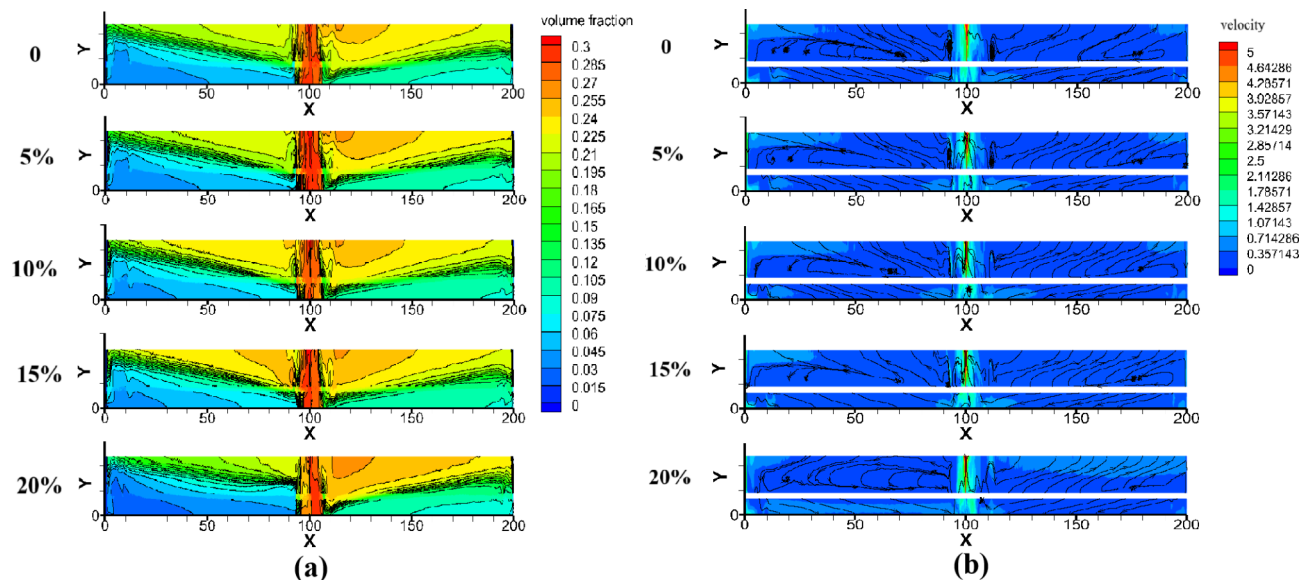 volume fraction
0.3
0.285
0.27
0.255
0.24
0.225
0.21
0.195
0.18
0.165
0.15
0.135
0.12
0.105
0.09
0.075
0.06
0.045
0.03
0.015
0
0
Y
0
0 50 100 150 200
X
5%
Y
0
0 50 100 150 200
X
10%
Y
0
0 50 100 150 200
X
15%
Y
0
0 50 100 150 200
X
20%
Y
0
0 50 100 150 200
X
(a)
velocity
5
4.64286
4.28571
3.92857
3.57143
3.21429
2.85714
2.5
2.14286
1.78571
1.42857
1.07143
0.714286
0.357143
0
0
Y
0
0 50 100 150 200
X
5%
Y
0
0 50 100 150 200
X
10%
Y
0
0 50 100 150 200
X
15%
Y
0
0 50 100 150 200
X
20%
Y
0
0 50 100 150 200
X
(b)